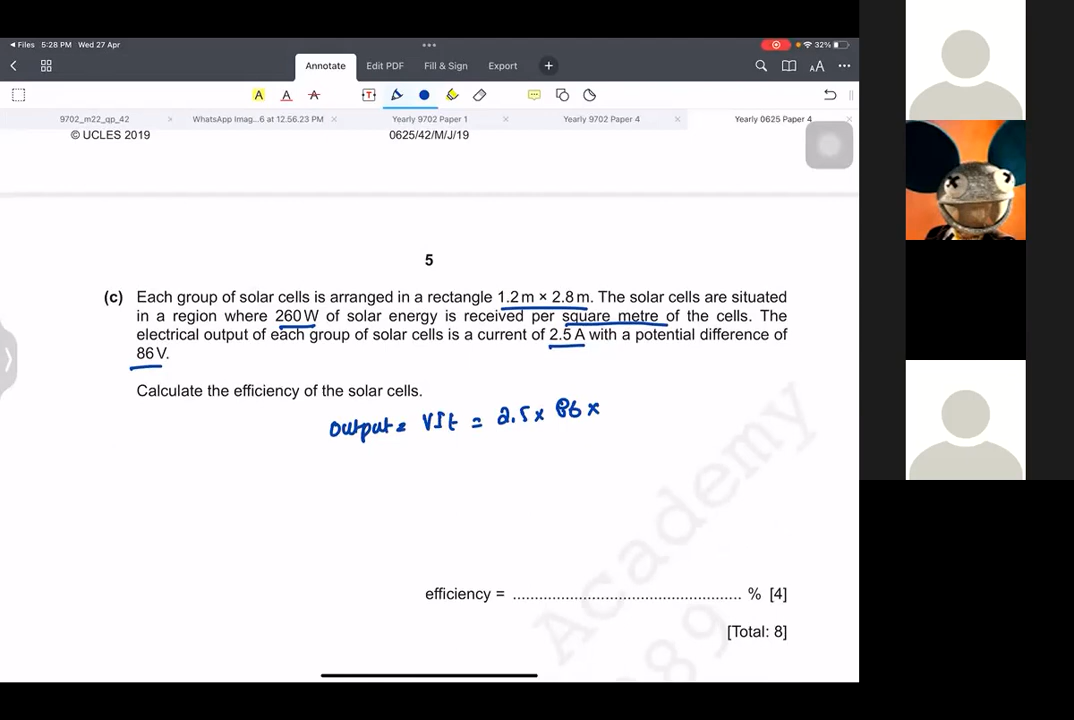 Files 5:28 PM Wed 27 Apr 32%
Annotate Edit PDF Fill & Sign Export
A A A T
9702_m22_qp_42 WhatsApp Imag...6 at 12.56.23 PM Yearly 9702 Paper 1 Yearly 9702 Paper 4 Yearly 0625 Paper 4
© UCLES 2019 0625/42/M/J/19
5
(c) Each group of solar cells is arranged in a rectangle 1.2 m × 2.8 m. The solar cells are situated
in a region where 260 W of solar energy is received per square metre of the cells. The
electrical output of each group of solar cells is a current of 2.5 A with a potential difference of
86 V.
Calculate the efficiency of the solar cells.
output = VIt = 2.5 x 86 x
Academy
89
efficiency = ...................................................... % [4]
[Total: 8]